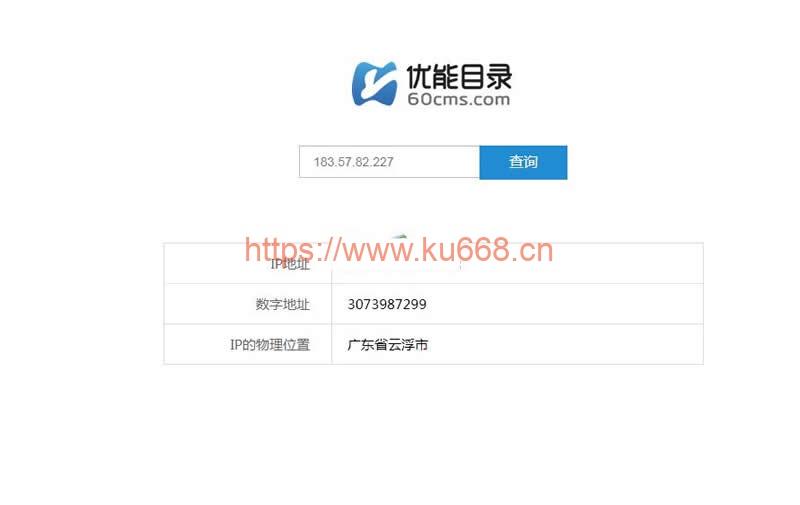 优能目录
60cms.com
183.57.82.227 查询
https://www.ku668.cn
IP地址
数字地址 3073987299
IP的物理位置 广东省云浮市